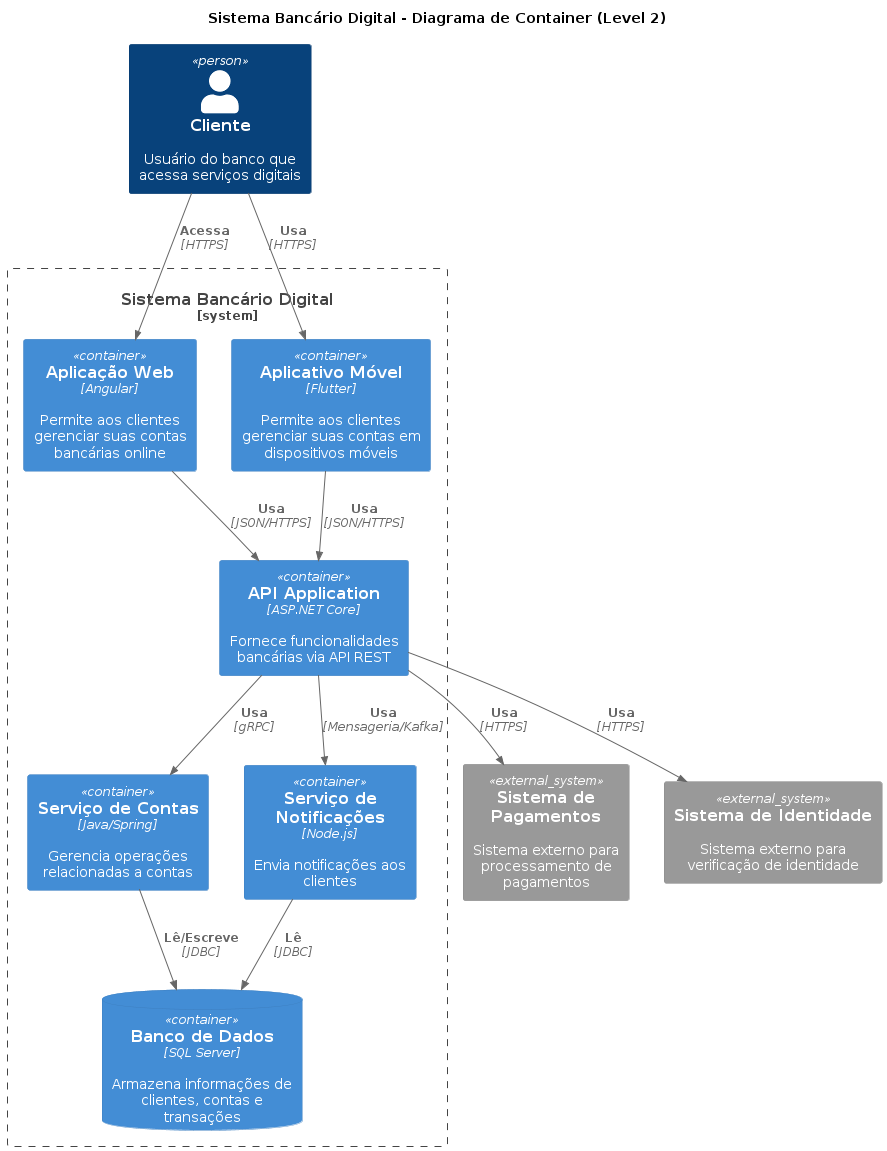 Sistema Bancário Digital - Diagrama de Container (Level 2)
«person»
Cliente
Usuário do banco que
acessa serviços digitais
Acessa
[HTTPS]
Usa
[HTTPS]
Sistema Bancário Digital
[system]
«container»
Aplicação Web
[Angular]
Permite aos clientes
gerenciar suas contas
bancárias online
«container»
Aplicativo Móvel
[Flutter]
Permite aos clientes
gerenciar suas contas em
dispositivos móveis
Usa
[JSON/HTTPS]
Usa
[JSON/HTTPS]
«container»
API Application
[ASP.NET Core]
Fornece funcionalidades
bancárias via API REST
Usa
[gRPC]
Usa
[Mensageria/Kafka]
Usa
[HTTPS]
Usa
[HTTPS]
«container»
Serviço de Contas
[Java/Spring]
Gerencia operações
relacionadas a contas
«container»
Serviço de
Notificações
[Node.js]
Envia notificações aos
clientes
«external_system»
Sistema de
Pagamentos
Sistema externo para
processamento de
pagamentos
«external_system»
Sistema de Identidade
Sistema externo para
verificação de identidade
Lê/Escreve
[JDBC]
Lê
[JDBC]
«container»
Banco de Dados
[SQL Server]
Armazena informações de
clientes, contas e
transações